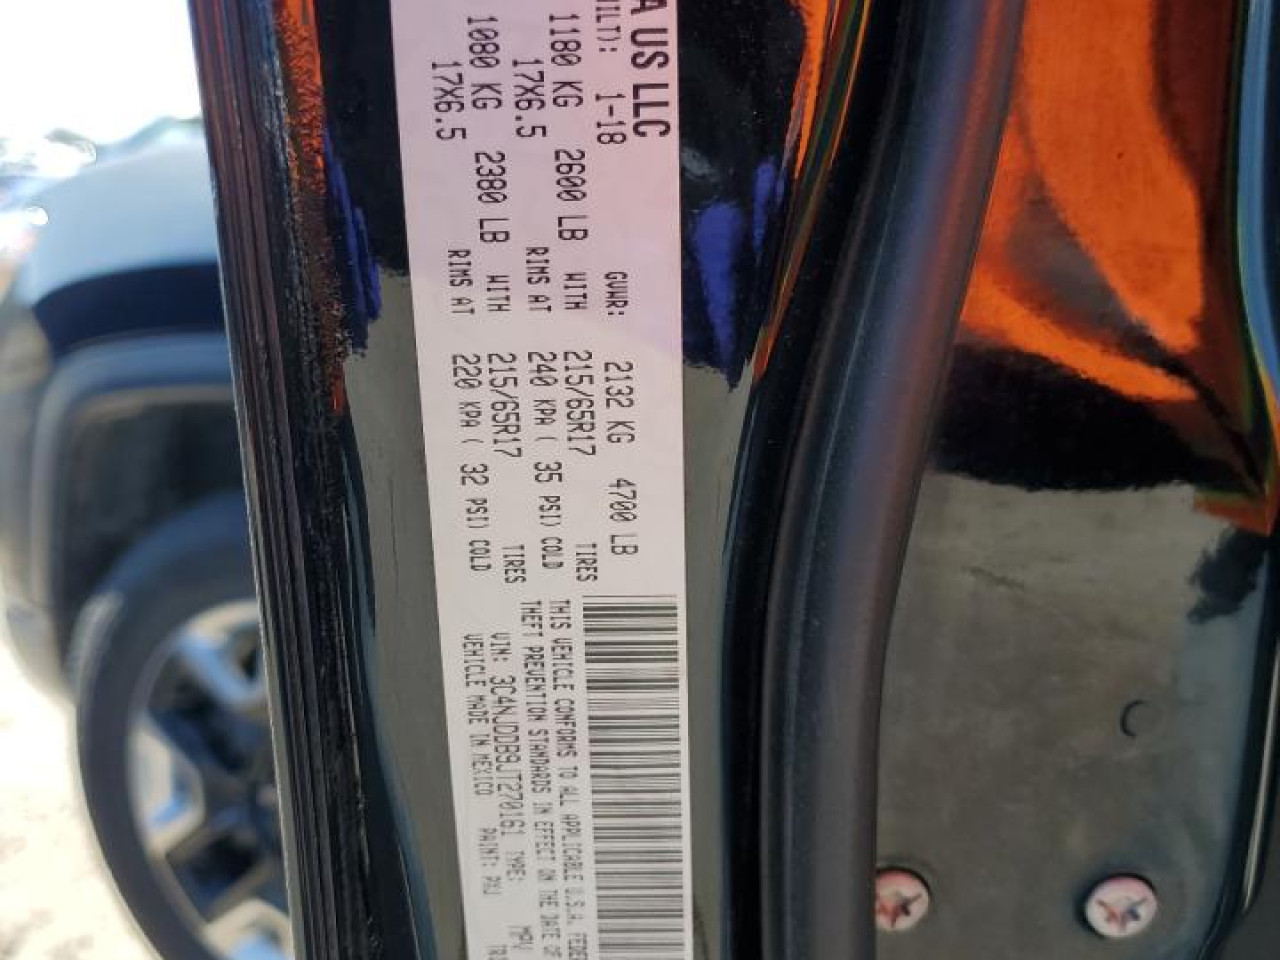 A US LLC
ILT): 1-18 GVWR: 2132 KG 4700 LB
1180 KG 2600 LB WITH 215/65R17 TIRES
17X6.5 RIMS AT 240 KPA ( 35 PSI) COLD
1080 KG 2380 LB WITH 215/65R17 TIRES
17X6.5 RIMS AT 220 KPA ( 32 PSI) COLD
THIS VEHICLE CONFORMS TO ALL APPLICABLE U.S.A. FEDER
THEFT PREVENTION STANDARDS IN EFFECT ON THE DATE OF
VIN: 3C4NJDDB9JT270161 TYPE: MPV
VEHICLE MADE IN MEXICO PAINT: PXJ